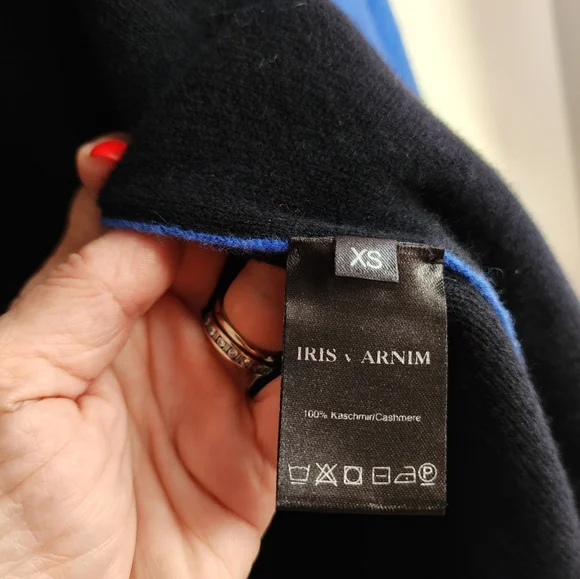 XS
IRIS v ARNIM
100% Kaschmir/Cashmere
P